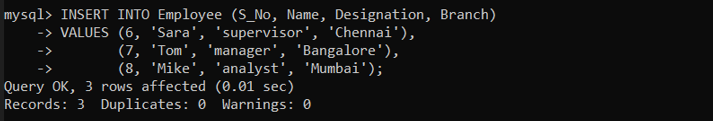 mysql> INSERT INTO Employee (S_No, Name, Designation, Branch)
    -> VALUES (6, 'Sara', 'supervisor', 'Chennai'),
    ->        (7, 'Tom', 'manager', 'Bangalore'),
    ->        (8, 'Mike', 'analyst', 'Mumbai');
Query OK, 3 rows affected (0.01 sec)
Records: 3  Duplicates: 0  Warnings: 0